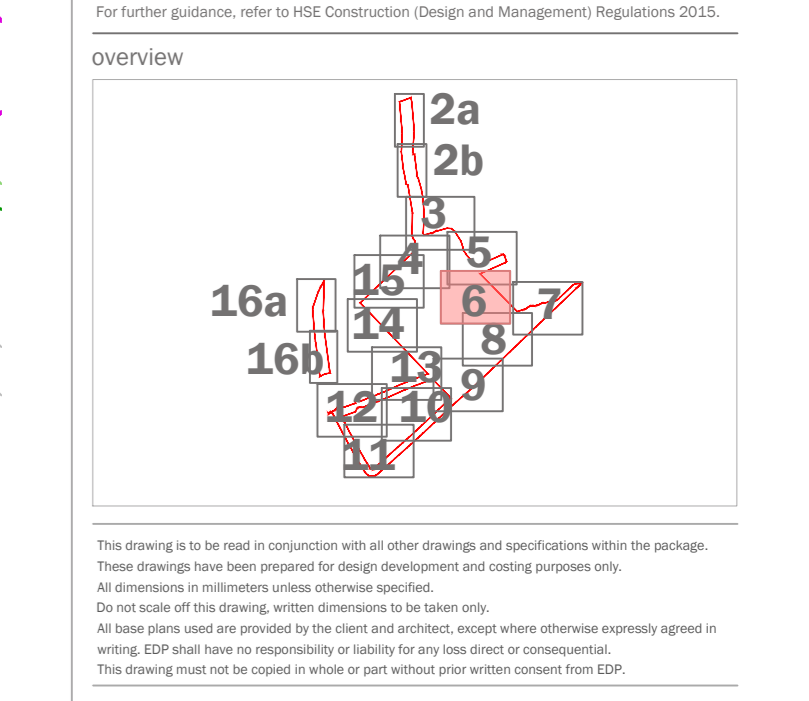 For further guidance, refer to HSE Construction (Design and Management) Regulations 2015.
overview
2a
2b
3
4
5
15
6
16a
7
14
8
16b
13
9
12
10
11
This drawing is to be read in conjunction with all other drawings and specifications within the package.
These drawings have been prepared for design development and costing purposes only.
All dimensions in millimeters unless otherwise specified.
Do not scale off this drawing, written dimensions to be taken only.
All base plans used are provided by the client and architect, except where otherwise expressly agreed in
writing. EDP shall have no responsibility or liability for any loss direct or consequential.
This drawing must not be copied in whole or part without prior written consent from EDP.